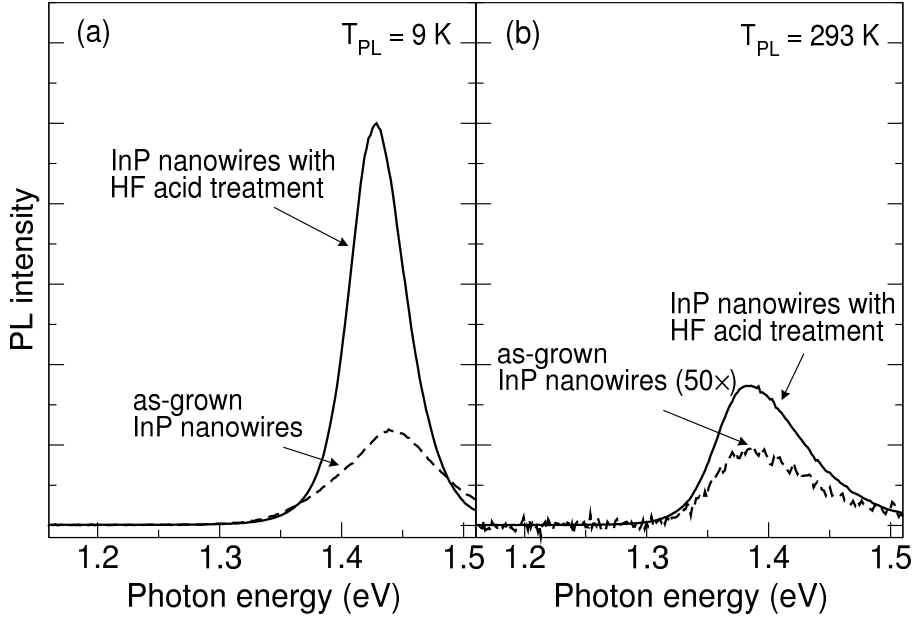 (a)
T_PL = 9 K
InP nanowires with
HF acid treatment
as-grown
InP nanowires
PL intensity
1.2
1.3
1.4
1.5
Photon energy (eV)
(b)
T_PL = 293 K
InP nanowires with
HF acid treatment
as-grown
InP nanowires (50×)
1.2
1.3
1.4
1.5
Photon energy (eV)